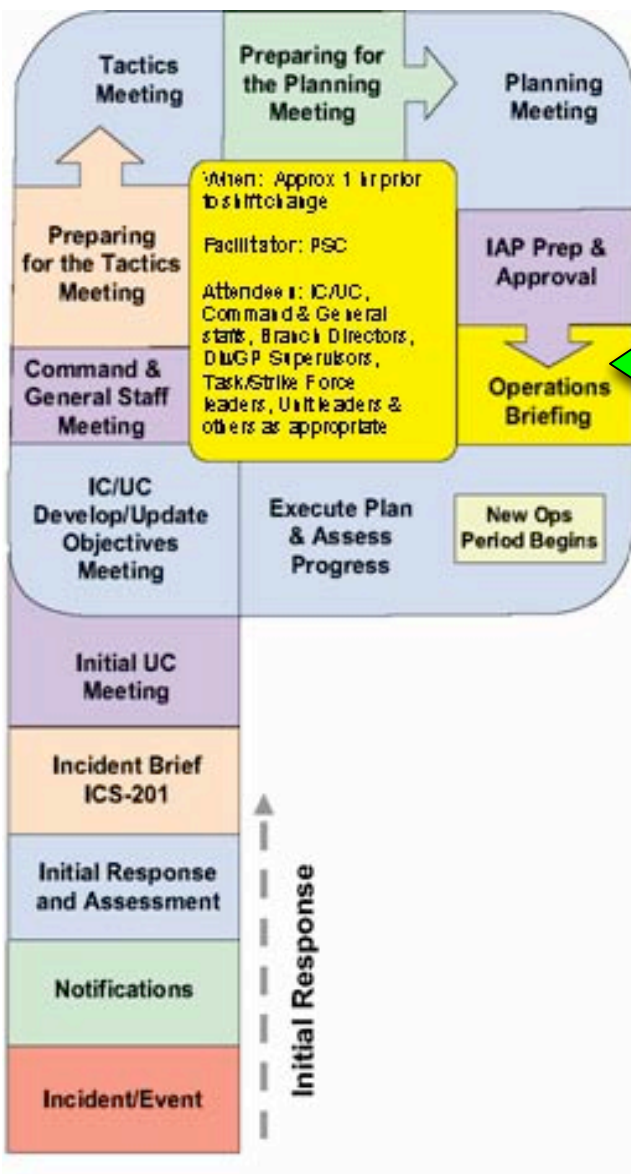 Tactics
Meeting
Preparing for
the Planning
Meeting
Planning
Meeting
When: Approx 1 hr prior
to shift change
Facilitator: PSC
Attendees: IC/UC,
Command & General
staffs, Branch Directors,
Div/GP Supervisors,
Task/Strike Force
leaders, Unit leaders &
others as appropriate
Preparing
for the Tactics
Meeting
IAP Prep &
Approval
Command &
General Staff
Meeting
Operations
Briefing
IC/UC
Develop/Update
Objectives
Meeting
Execute Plan
& Assess
Progress
New Ops
Period Begins
Initial UC
Meeting
Incident Brief
ICS-201
Initial Response
and Assessment
Notifications
Incident/Event
Initial Response